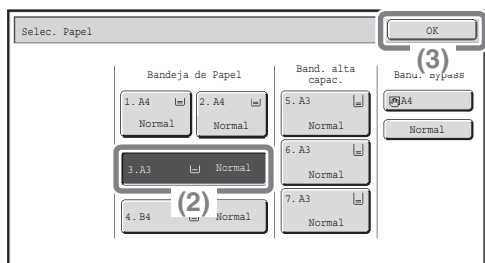 Selec. Papel
OK
(3)
Bandeja de Papel
Band. alta
capac.
Band. Bypass
1. A4
Normal
2. A4
Normal
3.A3
Normal
(2)
4. B4
Normal
5. A3
Normal
6. A3
Normal
7. A3
Normal
A4
Normal